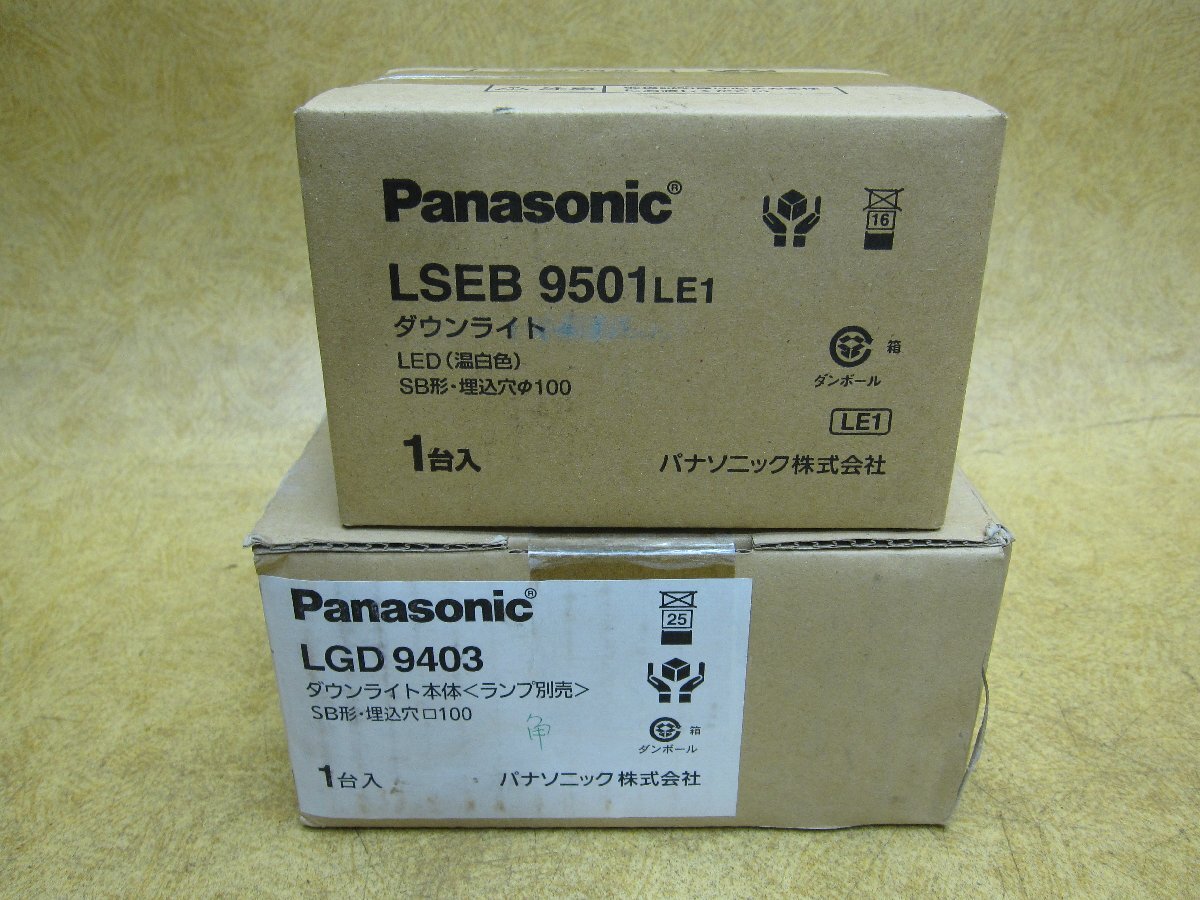 Panasonic®
16
LSEB 9501LE1
ダウンライト
LED(温白色)
箱
SB形・埋込穴φ100
ダンボール
LE1
1台入
パナソニック株式会社
Panasonic®
25
LGD 9403
ダウンライト本体<ランプ別売>
SB形・埋込穴□100
角
箱
ダンボール
1台入
パナソニック株式会社